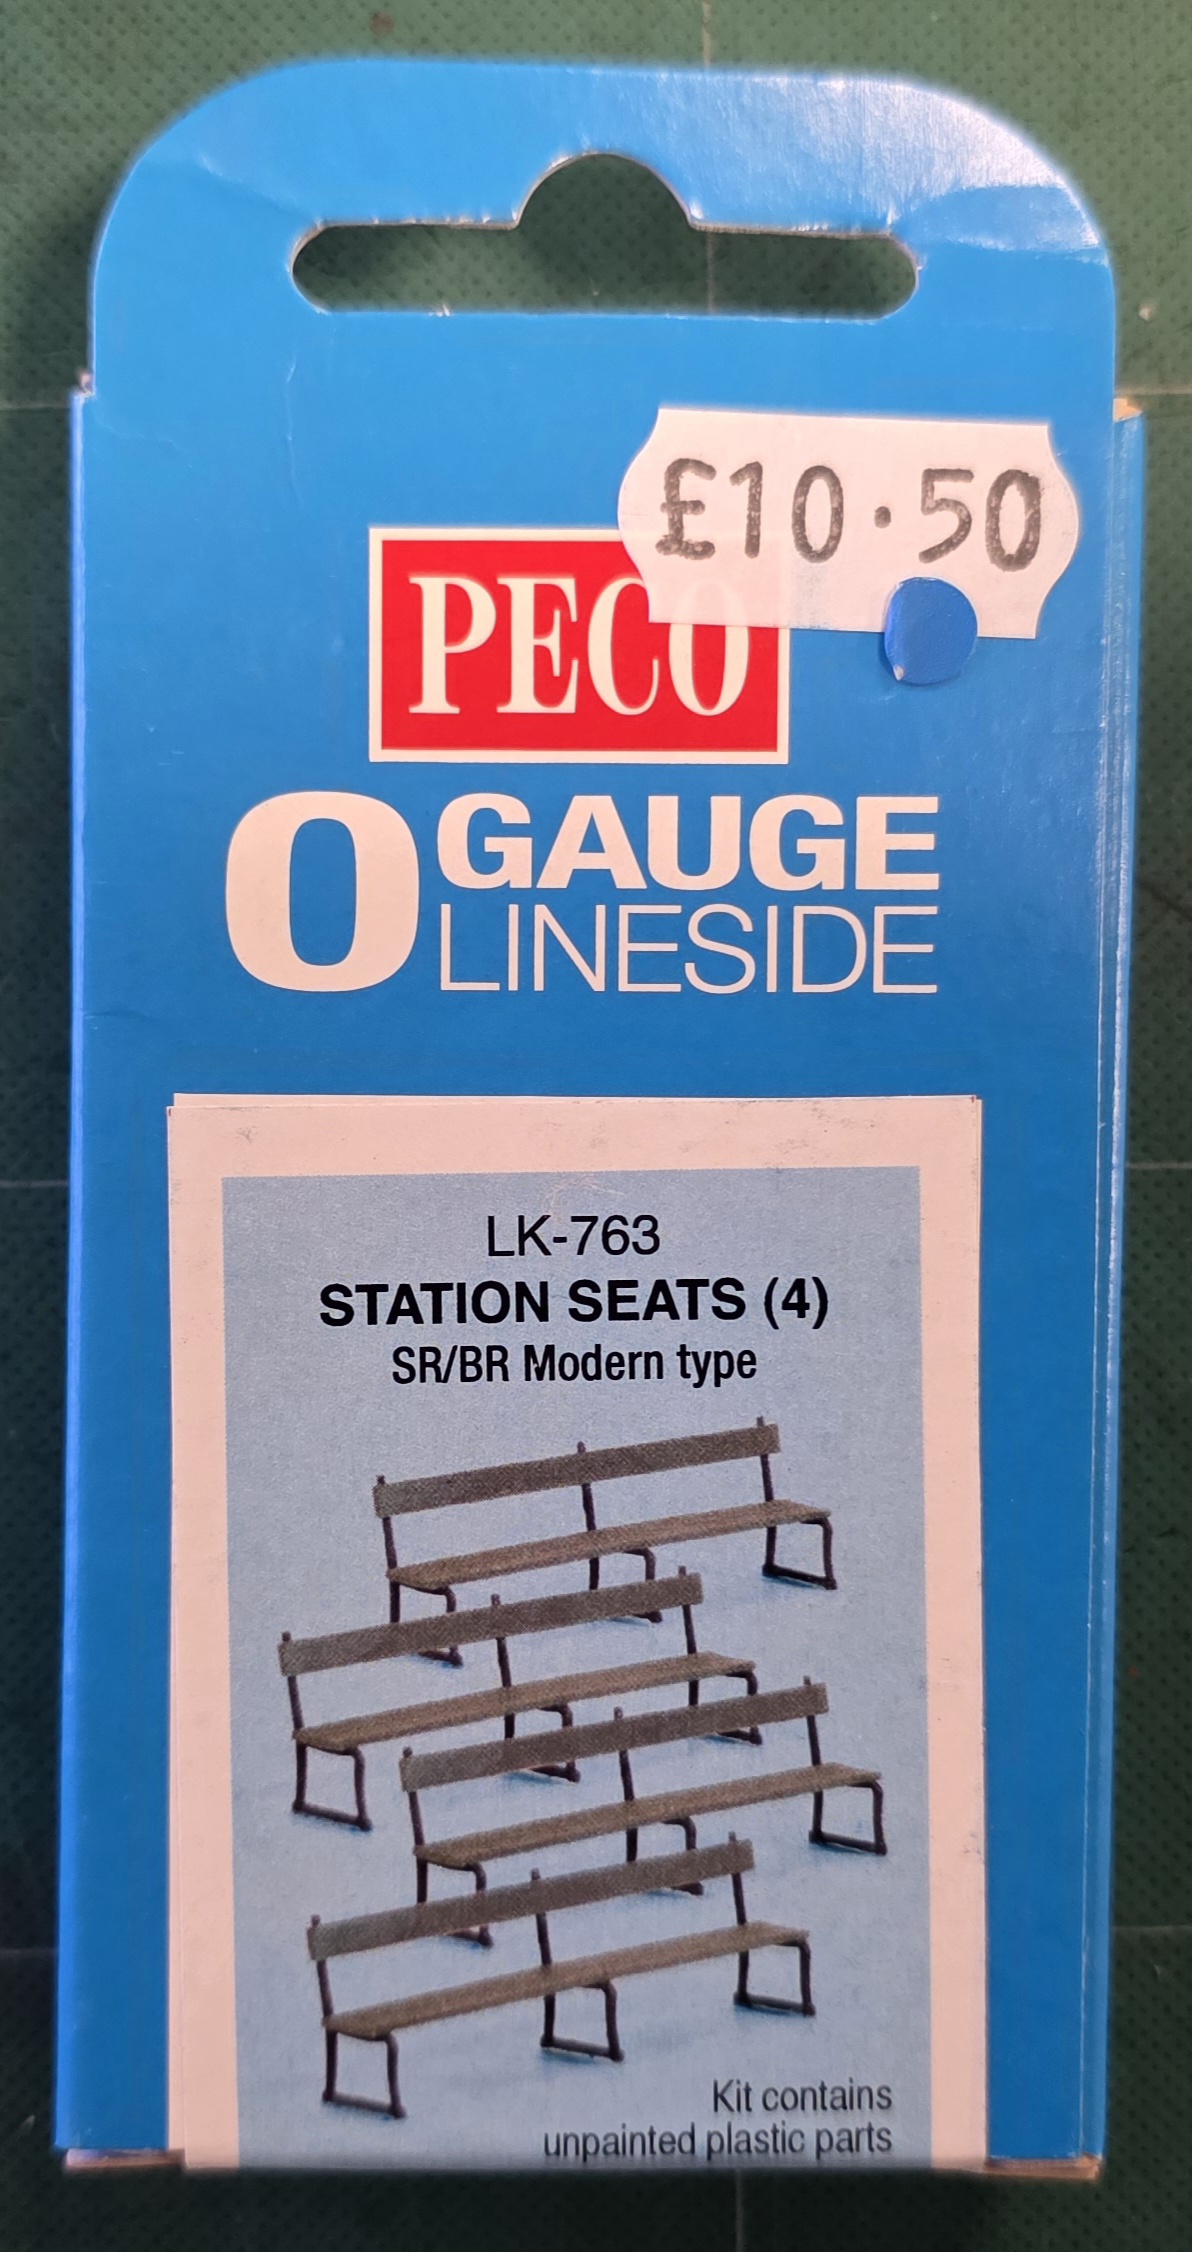 £10·50
PECO
O GAUGE
LINESIDE
LK-763
STATION SEATS (4)
SR/BR Modern type
Kit contains
unpainted plastic parts